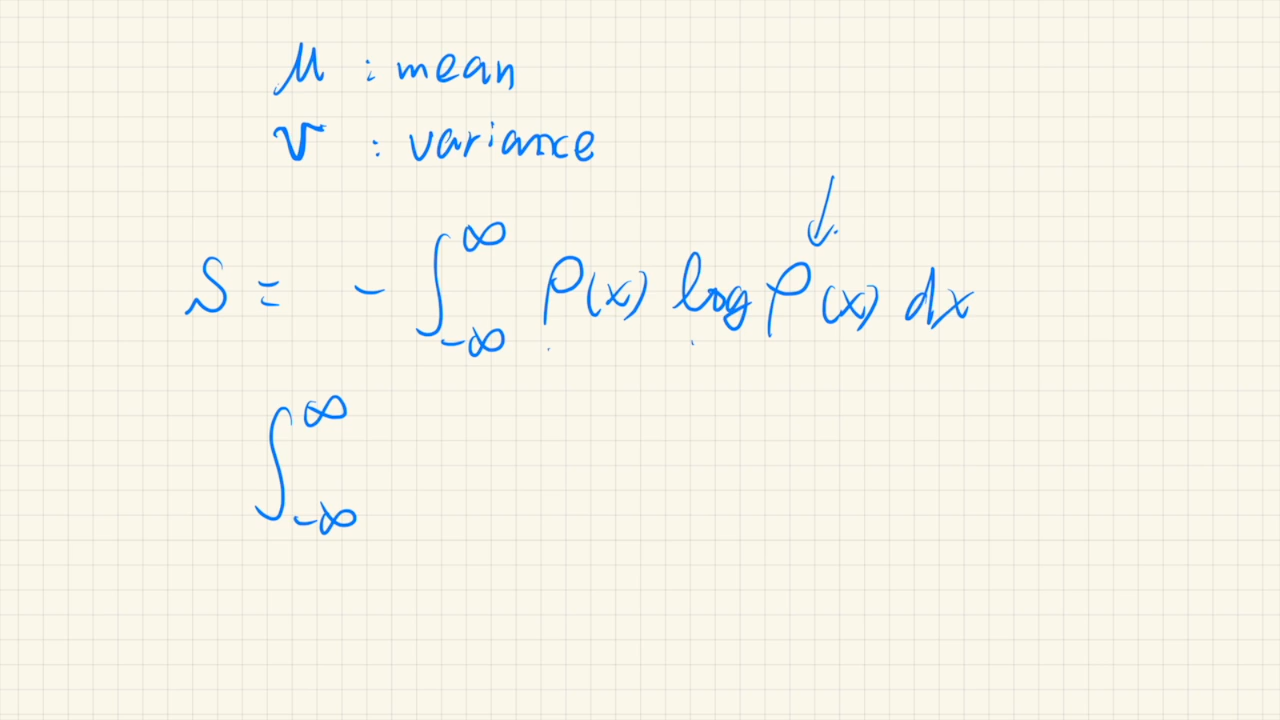 μ : mean
v : variance
S = - ∫_{-∞}^{∞} ρ(x) log ρ(x) dx
∫_{-∞}^{∞}